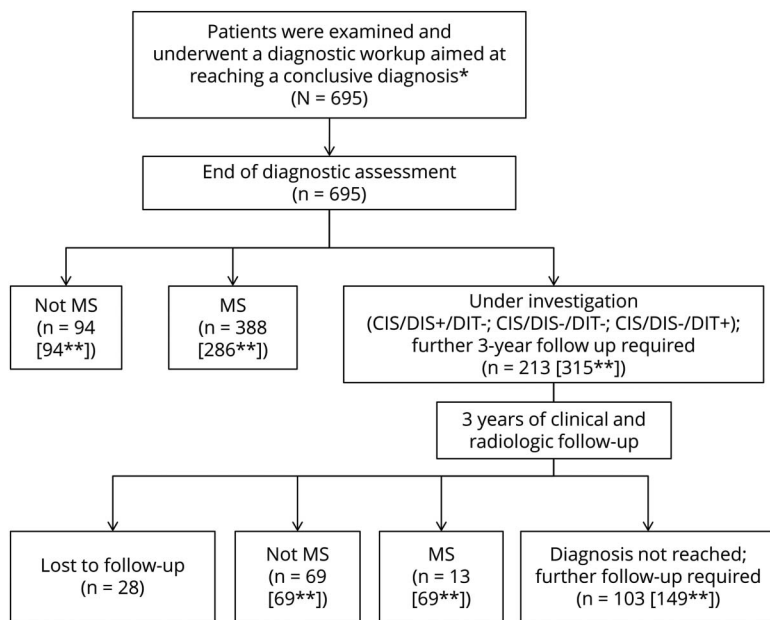 Patients were examined and
underwent a diagnostic workup aimed at
reaching a conclusive diagnosis*
(N = 695)
End of diagnostic assessment
(n = 695)
Not MS
(n = 94
[94**])
MS
(n = 388
[286**])
Under investigation
(CIS/DIS+/DIT-; CIS/DIS-/DIT-; CIS/DIS-/DIT+);
further 3-year follow up required
(n = 213 [315**])
3 years of clinical and
radiologic follow-up
Lost to follow-up
(n = 28)
Not MS
(n = 69
[69**])
MS
(n = 13
[69**])
Diagnosis not reached;
further follow-up required
(n = 103 [149**])